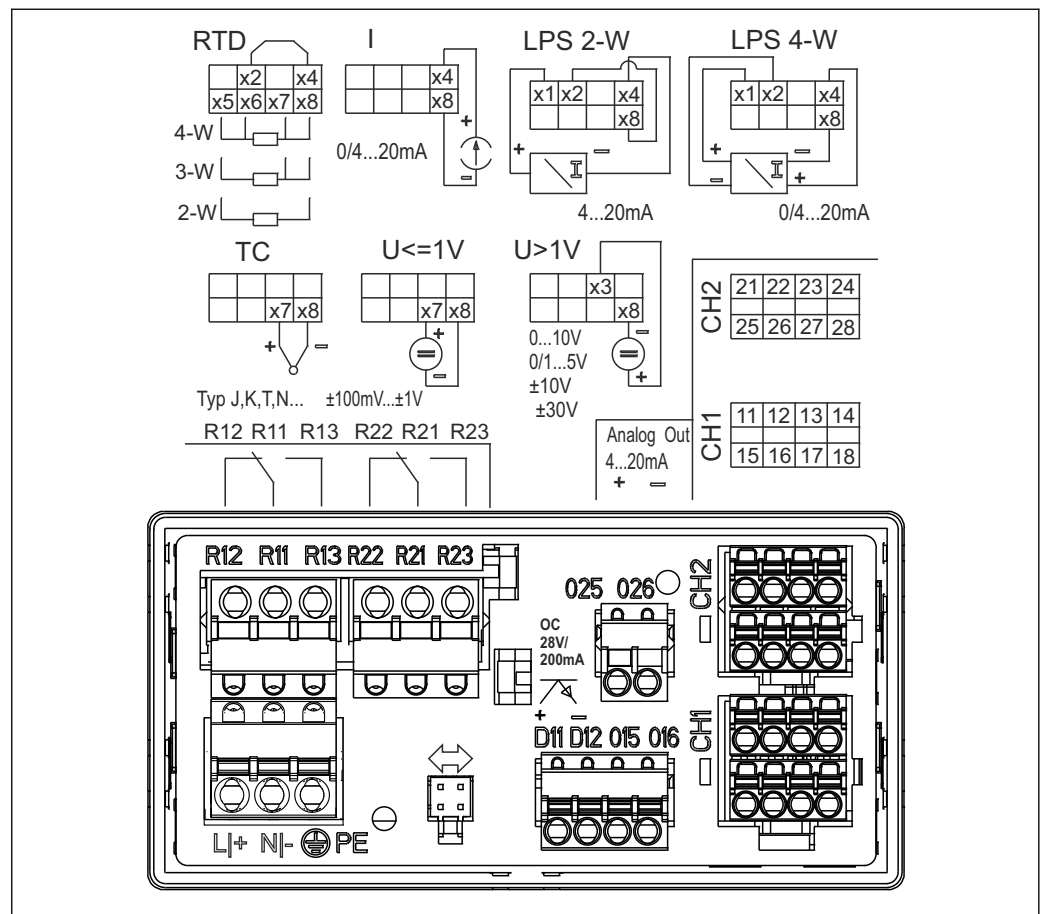 RTD I LPS 2-W LPS 4-W
x2 x4 x4 x1 x2 x4 x1 x2 x4
x5 x6 x7 x8 x8 x8 x8
4-W
+ + − + −
0/4...20mA
3-W
− − +
2-W
4...20mA 0/4...20mA
TC U<=1V U>1V
x3
x7 x8 x7 x8 x8
+ − + − − +
0...10V
0/1...5V
±10V
±30V
Typ J,K,T,N... ±100mV...±1V
CH2
21 22 23 24
25 26 27 28
CH1
11 12 13 14
15 16 17 18
R12 R11 R13 R22 R21 R23
Analog Out
4...20mA
+ −
R12 R11 R13 R22 R21 R23
O25 O26
CH2
OC
28V/
200mA
+ −
D11 D12 O15 O16
CH1
L|+ N|- PE